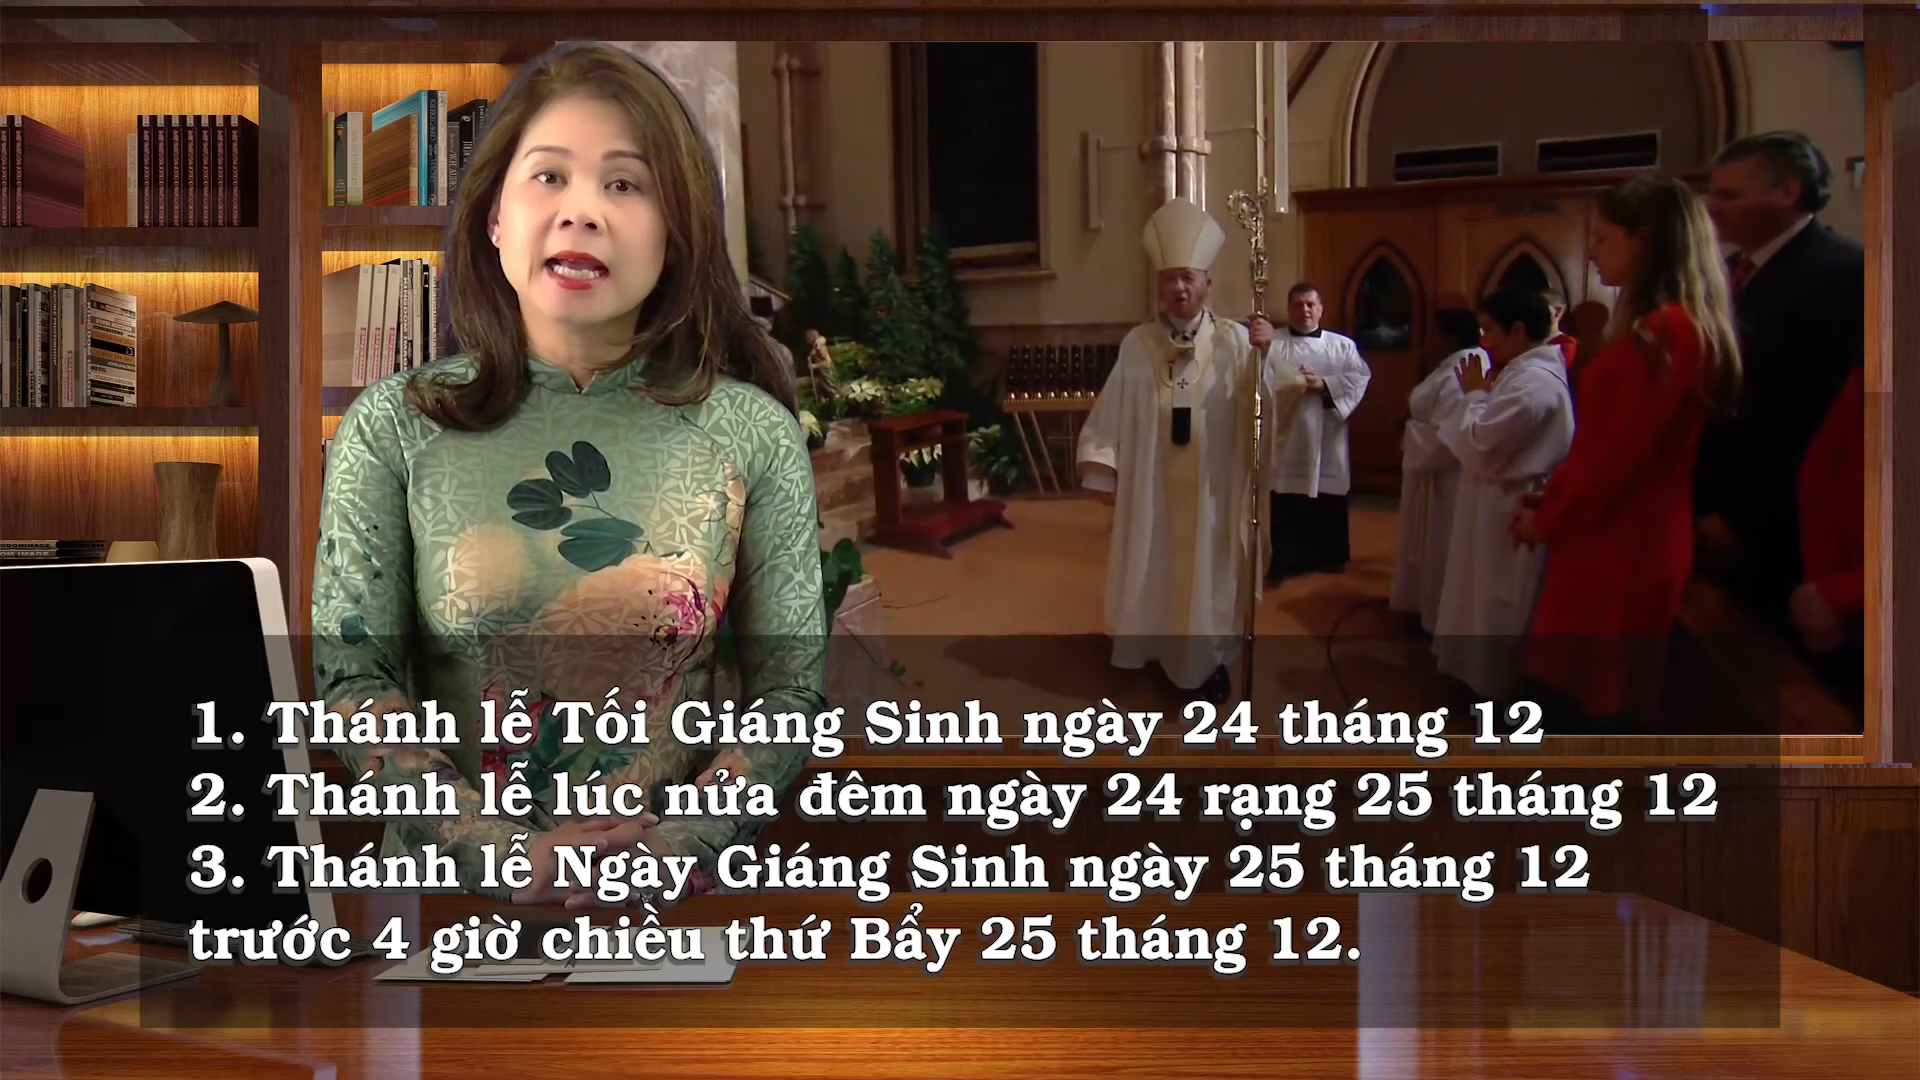 1. Thánh lễ Tối Giáng Sinh ngày 24 tháng 12
2. Thánh lễ lúc nửa đêm ngày 24 rạng 25 tháng 12
3. Thánh lễ Ngày Giáng Sinh ngày 25 tháng 12
trước 4 giờ chiều thứ Bẩy 25 tháng 12.